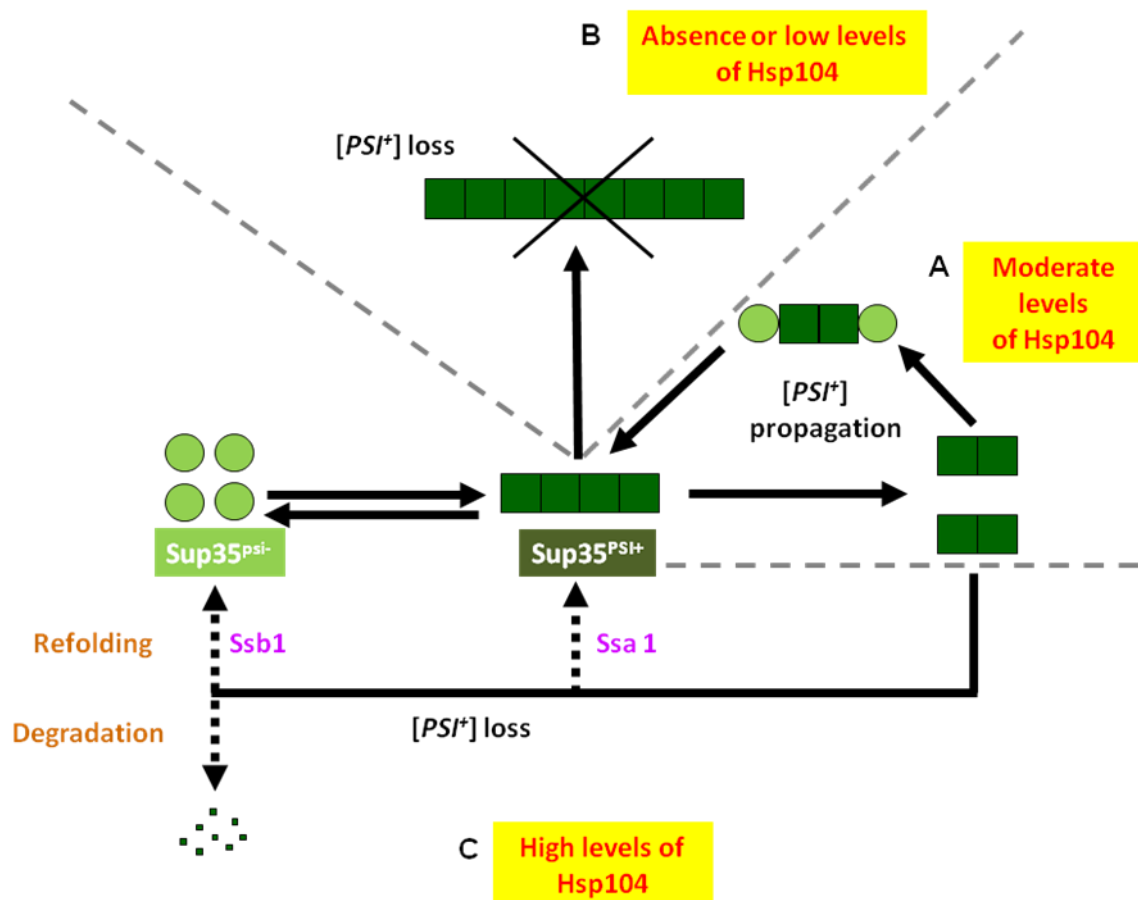 B
Absence or low levels
of Hsp104
[PSI⁺] loss
A
Moderate
levels
of Hsp104
[PSI⁺]
propagation
Sup35ᵖˢⁱ⁻
Sup35ᴾˢᴵ⁺
Refolding
Ssb1
Ssa 1
Degradation
[PSI⁺] loss
C
High levels of
Hsp104